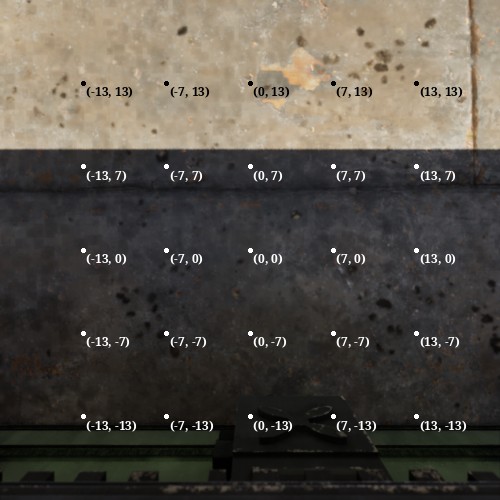 (-13, 13) (-7, 13) (0, 13) (7, 13) (13, 13)
(-13, 7) (-7, 7) (0, 7) (7, 7) (13, 7)
(-13, 0) (-7, 0) (0, 0) (7, 0) (13, 0)
(-13, -7) (-7, -7) (0, -7) (7, -7) (13, -7)
(-13, -13) (-7, -13) (0, -13) (7, -13) (13, -13)